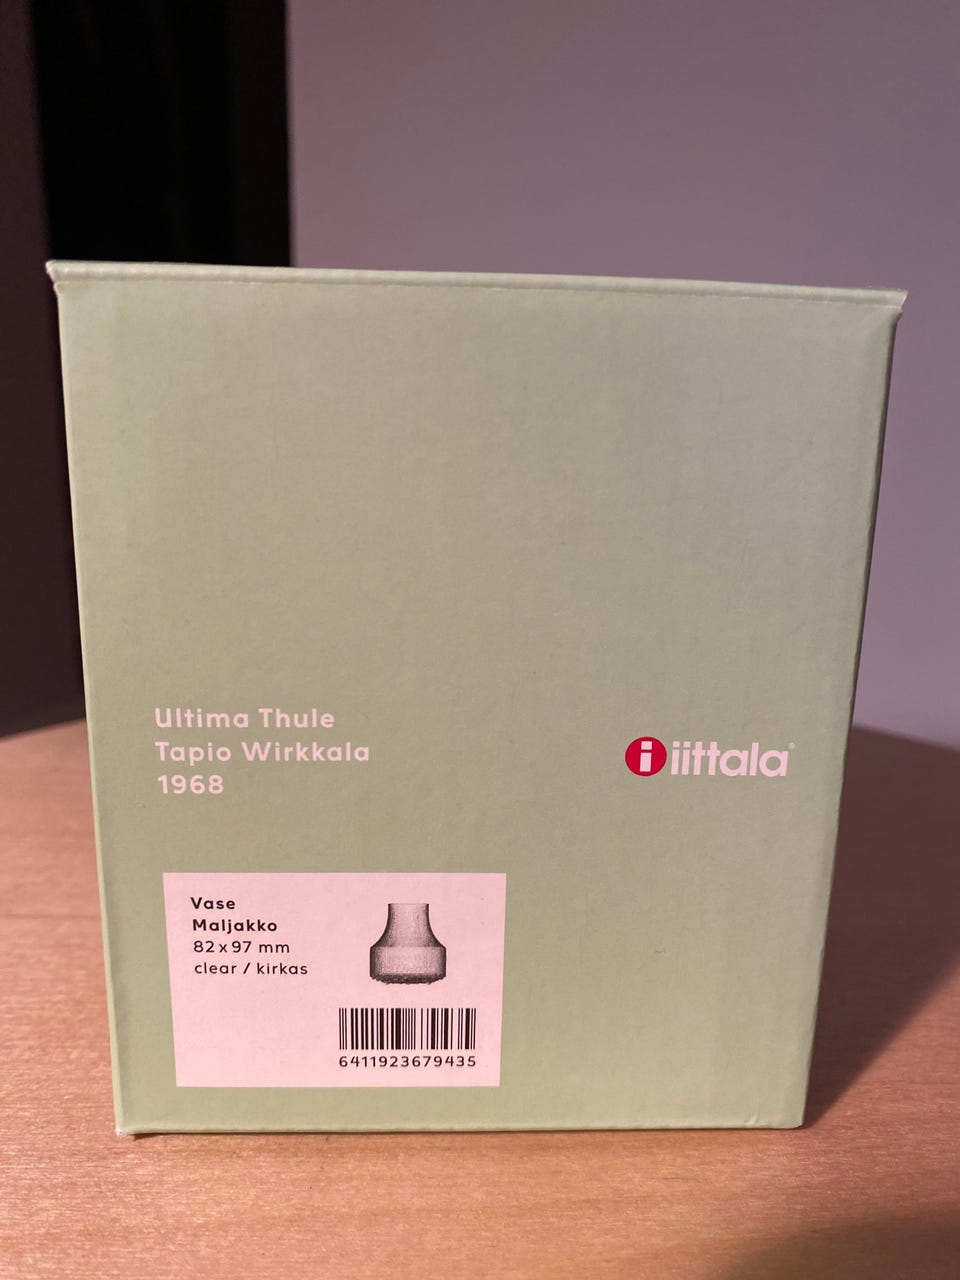 Ultima Thule
Tapio Wirkkala
1968
i iittala®
Vase
Maljakko
82 x 97 mm
clear / kirkas
6411923679435